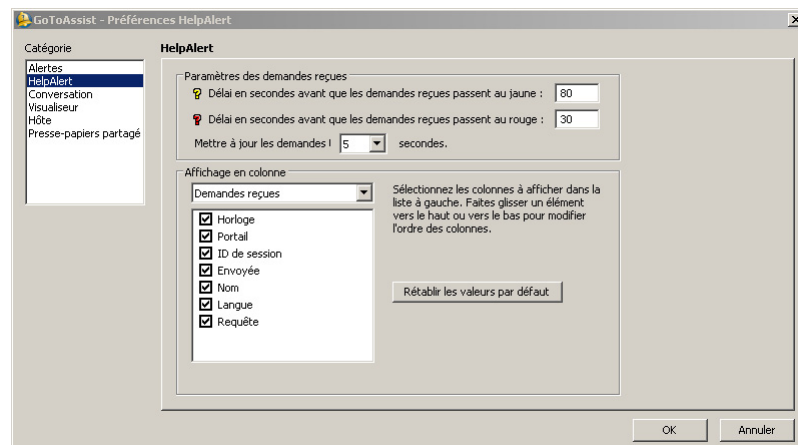 GoToAssist - Préférences HelpAlert
Catégorie
Alertes
HelpAlert
Conversation
Visualiseur
Hôte
Presse-papiers partagé
HelpAlert
Paramètres des demandes reçues
Délai en secondes avant que les demandes reçues passent au jaune : 80
Délai en secondes avant que les demandes reçues passent au rouge : 30
Mettre à jour les demandes 5 secondes.
Affichage en colonne
Demandes reçues
Horloge
Portail
ID de session
Envoyée
Nom
Langue
Requête
Sélectionnez les colonnes à afficher dans la
liste à gauche. Faites glisser un élément
vers le haut ou vers le bas pour modifier
l'ordre des colonnes.
Rétablir les valeurs par défaut
OK
Annuler